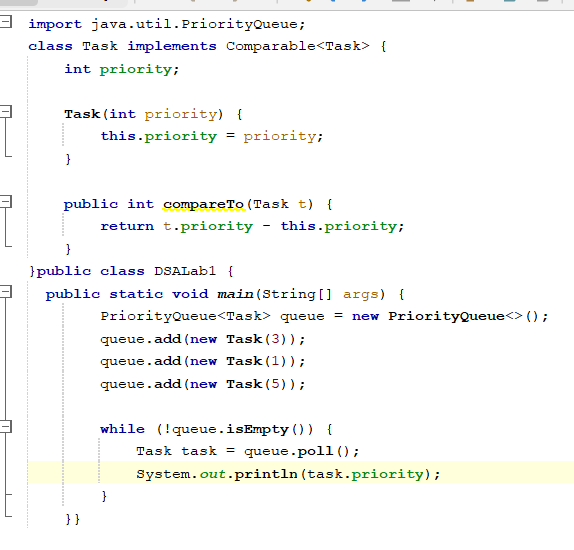 import java.util.PriorityQueue;
class Task implements Comparable<Task> {
int priority;
Task(int priority) {
this.priority = priority;
}
public int compareTo(Task t) {
return t.priority - this.priority;
}
}public class DSALab1 {
public static void main(String[] args) {
PriorityQueue<Task> queue = new PriorityQueue<>();
queue.add(new Task(3));
queue.add(new Task(1));
queue.add(new Task(5));
while (!queue.isEmpty()) {
Task task = queue.poll();
System.out.println(task.priority);
}
}}